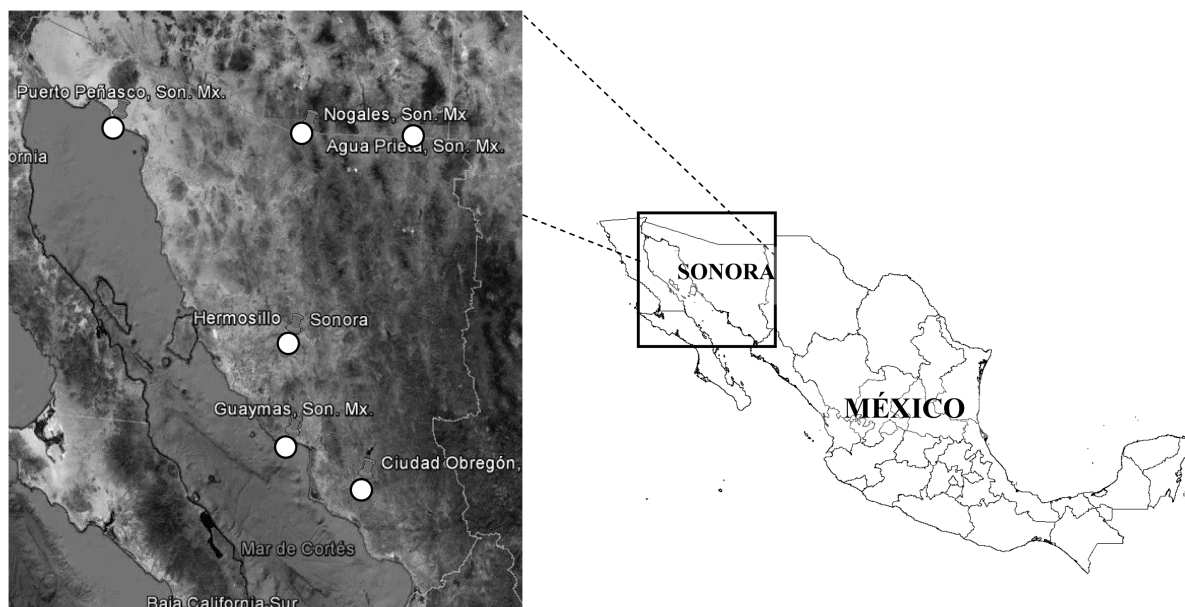 Puerto Peñasco, Son. Mx.
Nogales, Son. Mx
Agua Prieta, Son. Mx.
ornia
Hermosillo Sonora
Guaymas, Son. Mx.
Ciudad Obregón,
Mar de Cortés
Baja California Sur
SONORA
MÉXICO